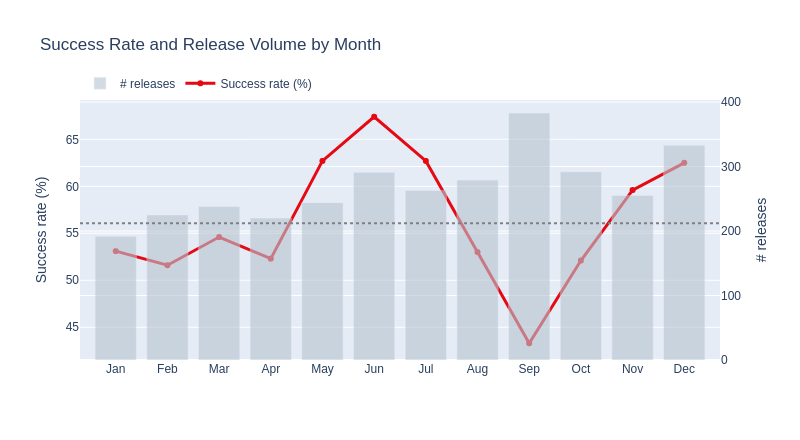 Success Rate and Release Volume by Month
# releases Success rate (%)
400
65
300
60
55
200
50
100
45
0
Success rate (%)
# releases
Jan Feb Mar Apr May Jun Jul Aug Sep Oct Nov Dec